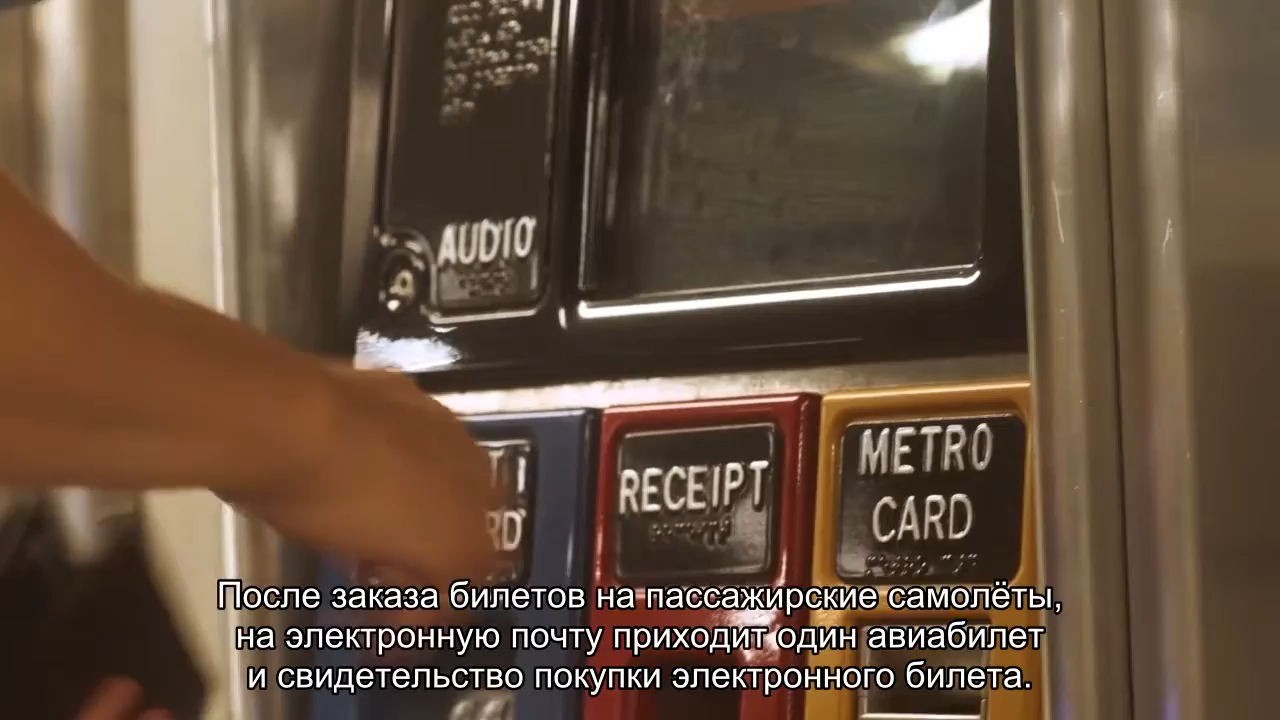 AUDIO
RECEIPT
METRO
CARD
После заказа билетов на пассажирские самолёты,
на электронную почту приходит один авиабилет
и свидетельство покупки электронного билета.